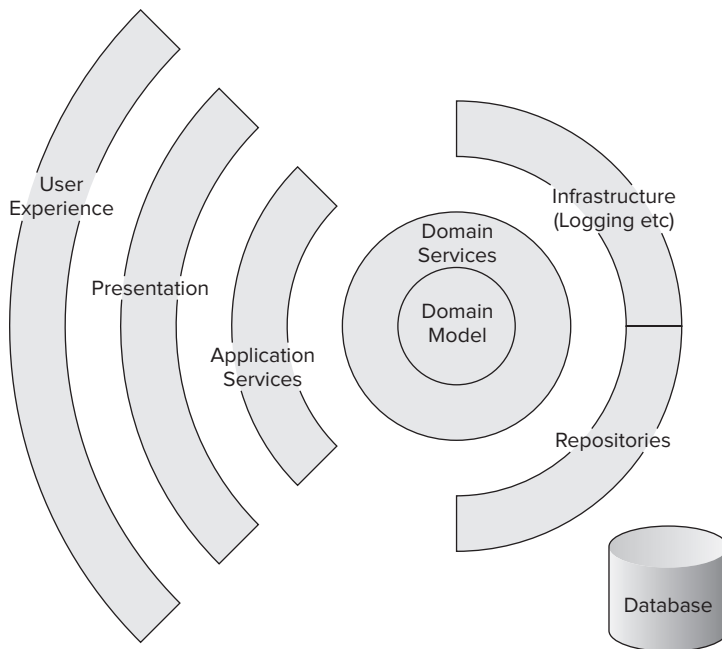 User
Experience
Presentation
Application
Services
Domain
Services
Domain
Model
Infrastructure
(Logging etc)
Repositories
Database